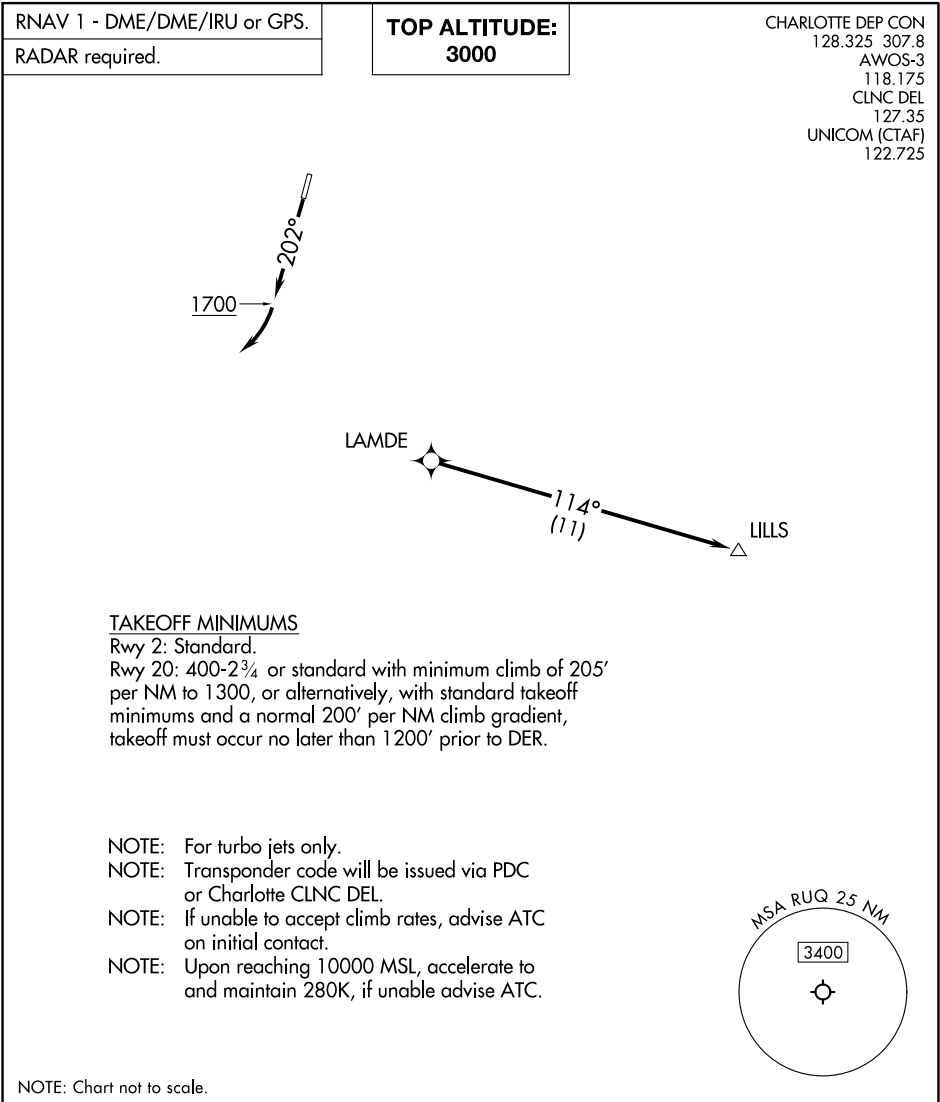 RNAV 1 - DME/DME/IRU or GPS.
RADAR required.
TOP ALTITUDE:
3000
CHARLOTTE DEP CON
128.325 307.8
AWOS-3
118.175
CLNC DEL
127.35
UNICOM (CTAF)
122.725
202°
1700
LAMDE
114°
(11)
LILLS
TAKEOFF MINIMUMS
Rwy 2: Standard.
Rwy 20: 400-2¾ or standard with minimum climb of 205'
per NM to 1300, or alternatively, with standard takeoff
minimums and a normal 200' per NM climb gradient,
takeoff must occur no later than 1200' prior to DER.
NOTE: For turbo jets only.
NOTE: Transponder code will be issued via PDC
or Charlotte CLNC DEL.
NOTE: If unable to accept climb rates, advise ATC
on initial contact.
NOTE: Upon reaching 10000 MSL, accelerate to
and maintain 280K, if unable advise ATC.
MSA RUQ 25 NM
3400
NOTE: Chart not to scale.